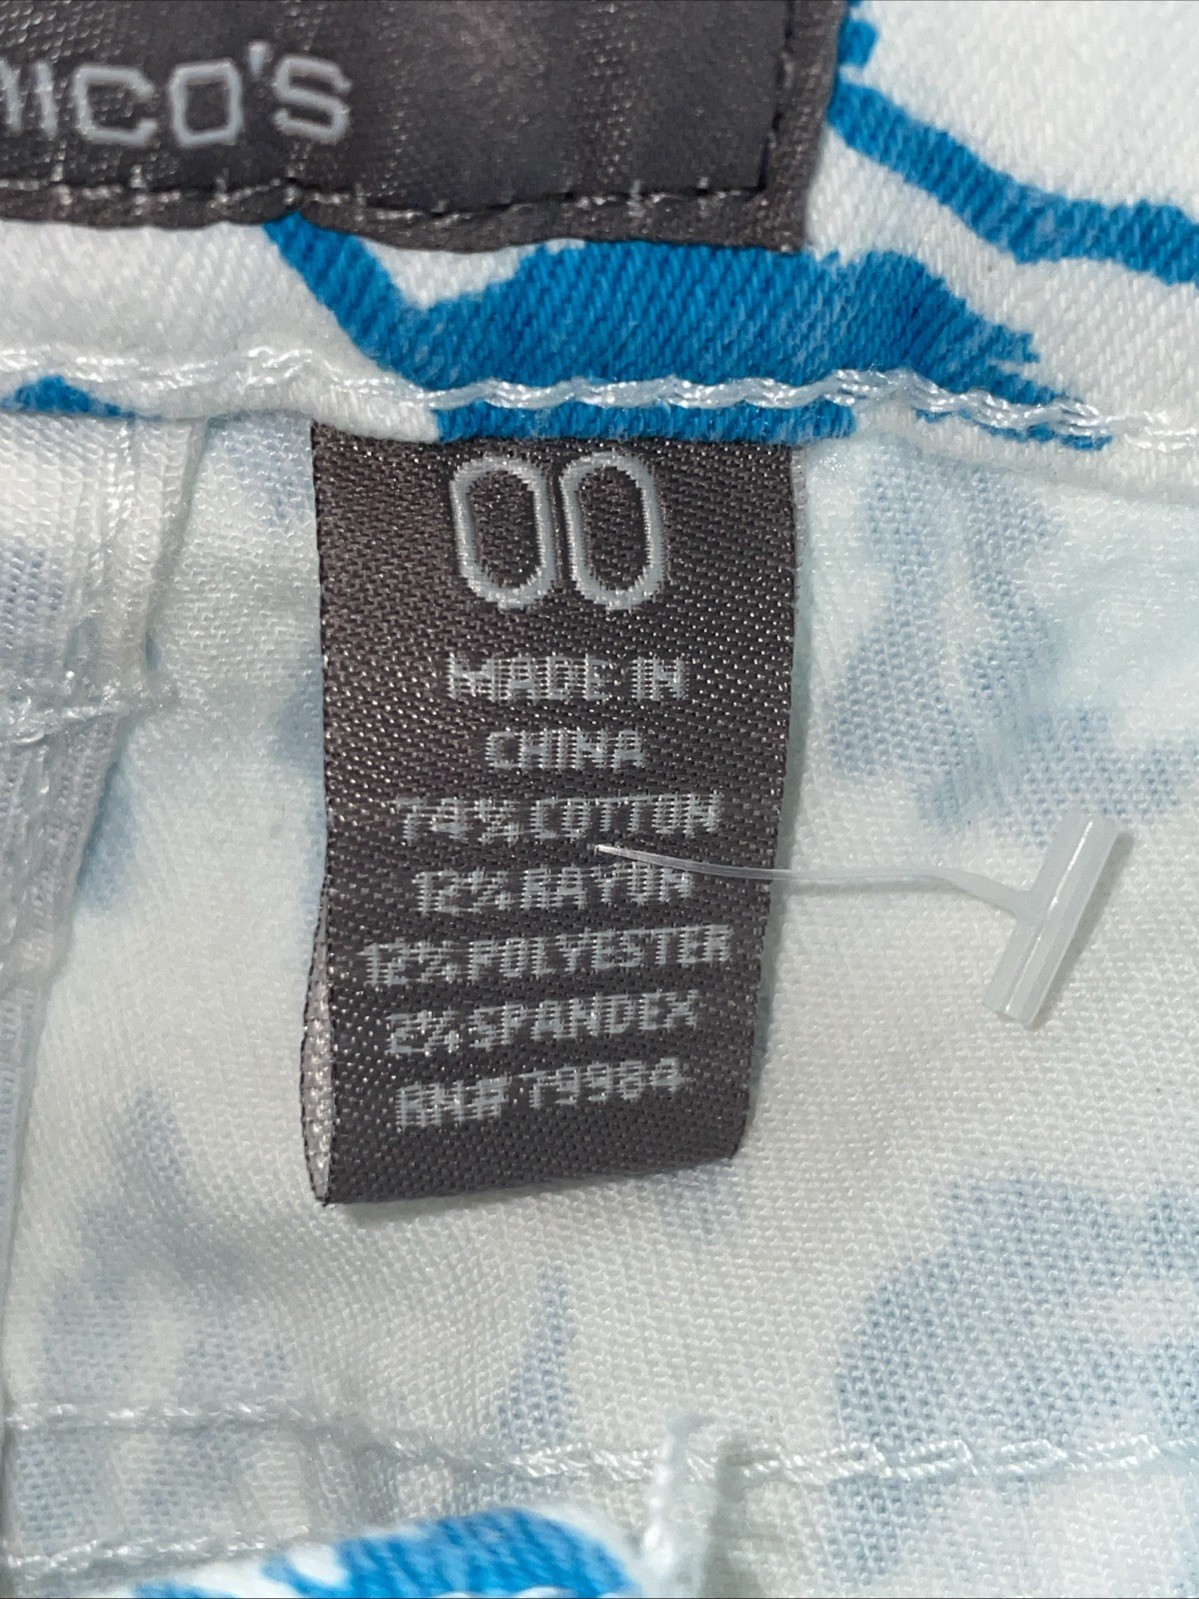 ICO'S
00
MADE IN
CHINA
74% COTTON
12% RAYON
12% POLYESTER
2% SPANDEX
RN# 79984